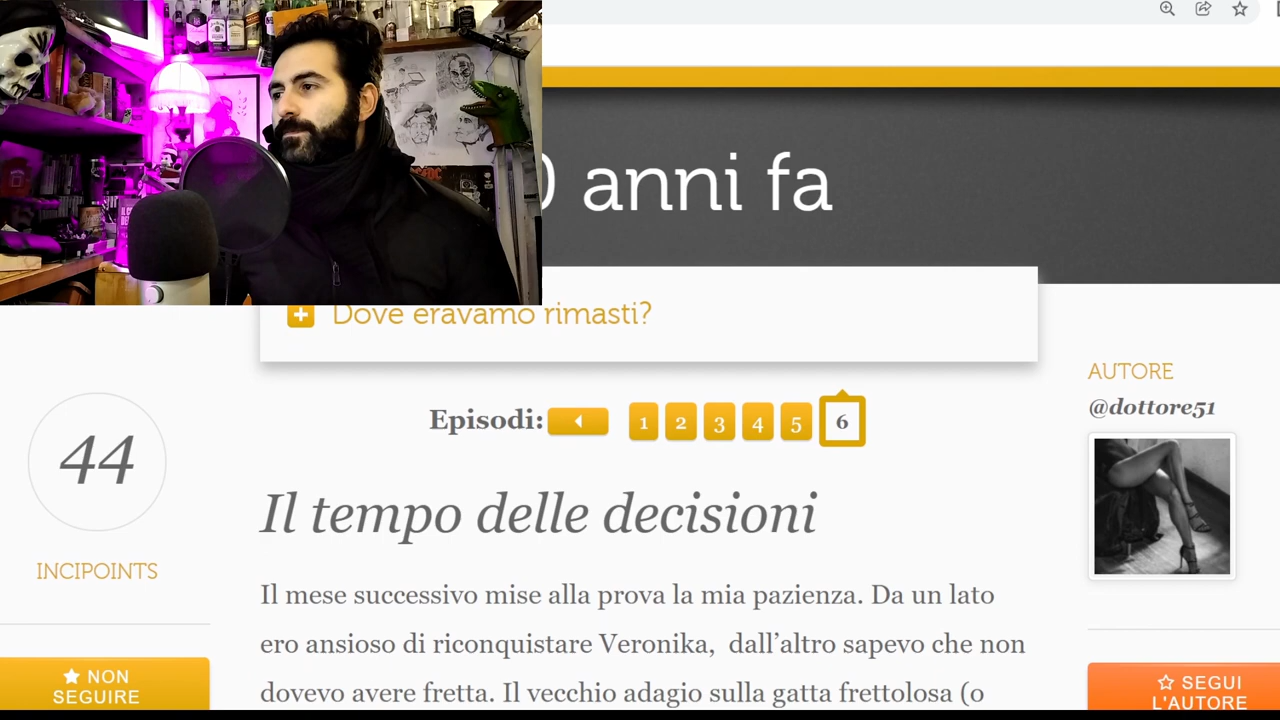 0 anni fa
Dove eravamo rimasti?
Episodi: 1 2 3 4 5 6
44
INCIPOINTS
NON
SEGUIRE
Il tempo delle decisioni
Il mese successivo mise alla prova la mia pazienza. Da un lato
ero ansioso di riconquistare Veronika, dall’altro sapevo che non
dovevo avere fretta. Il vecchio adagio sulla gatta frettolosa (o
AUTORE
@dottore51
SEGUI
L'AUTORE